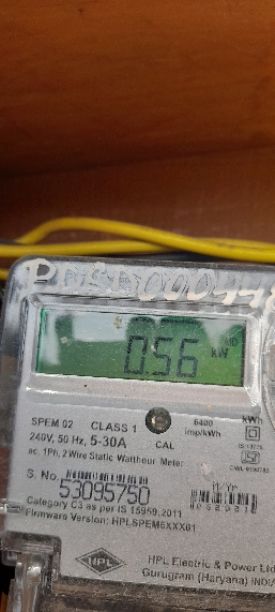 MD
0.56 kW
SPEM 02 CLASS 1 6400 imp/kWh kWh
240V, 50 Hz, 5-30A CAL
ac, 1Ph, 2 Wire Static Watthour Meter
S. No. 53095750
Category C3 as per IS 15959:2011
Firmware Version: HPLSPEM6XXX01
HPL
HPL Electric & Power Ltd
Gurugram (Haryana) INDIA